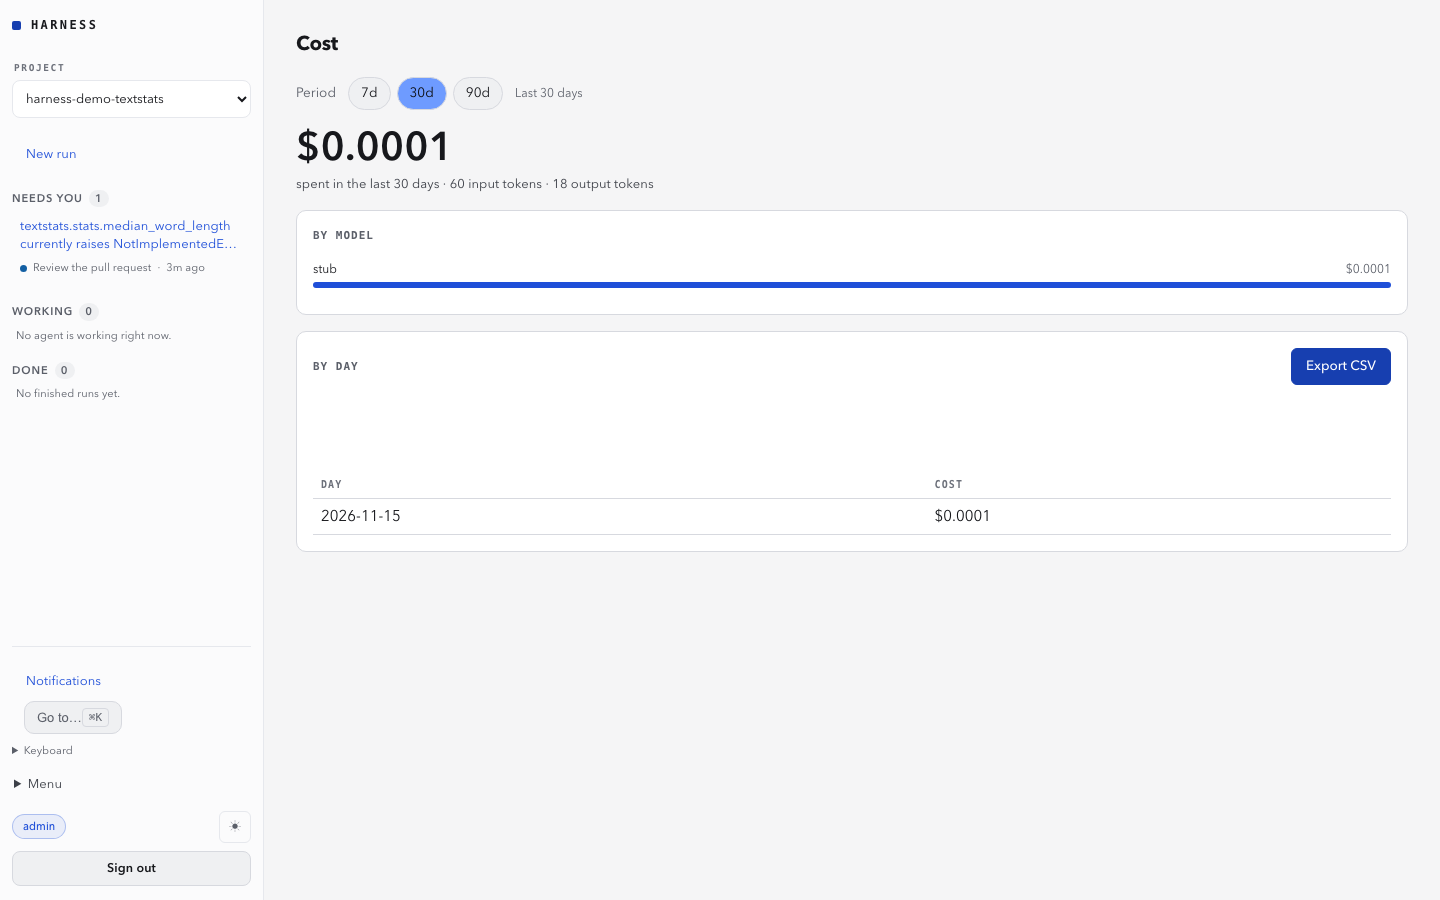 HARNESS
PROJECT
harness-demo-textstats
New run
NEEDS YOU 1
textstats.stats.median_word_length
currently raises NotImplementedE…
Review the pull request · 3m ago
WORKING 0
No agent is working right now.
DONE 0
No finished runs yet.
Notifications
Go to… ⌘K
Keyboard
Menu
admin
Sign out
Cost
Period 7d 30d 90d Last 30 days
$0.0001
spent in the last 30 days · 60 input tokens · 18 output tokens
BY MODEL
stub $0.0001
BY DAY Export CSV
DAY COST
2026-11-15 $0.0001